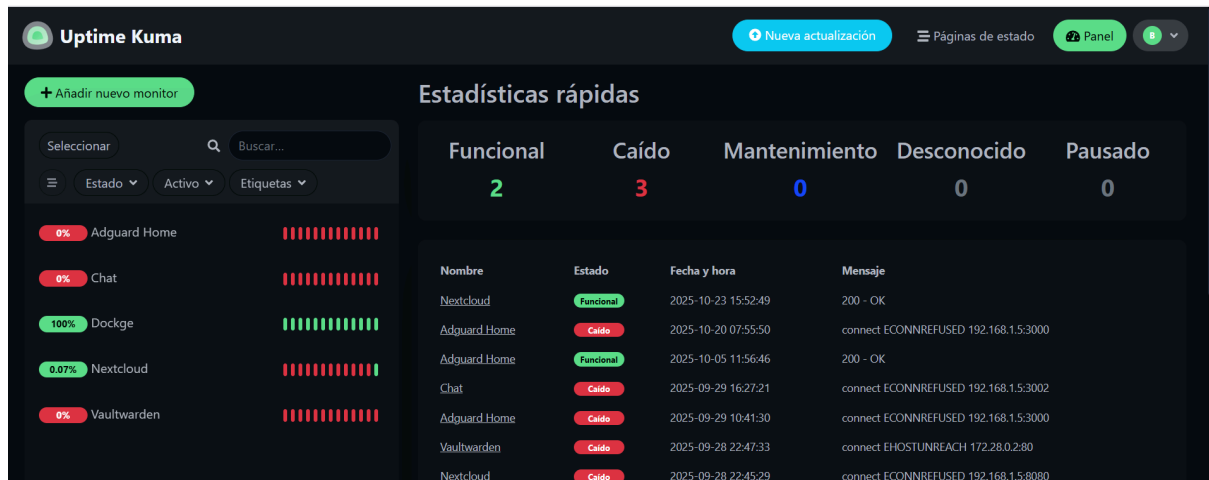 Uptime Kuma
Nueva actualización
Páginas de estado
Panel
B
Añadir nuevo monitor
Seleccionar
Buscar...
Estado
Activo
Etiquetas
0% Adguard Home
0% Chat
100% Dockge
0.07% Nextcloud
0% Vaultwarden
Estadísticas rápidas
Funcional Caído Mantenimiento Desconocido Pausado
2 3 0 0 0
Nombre Estado Fecha y hora Mensaje
Nextcloud Funcional 2025-10-23 15:52:49 200 - OK
Adguard Home Caído 2025-10-20 07:55:50 connect ECONNREFUSED 192.168.1.5:3000
Adguard Home Funcional 2025-10-05 11:56:46 200 - OK
Chat Caído 2025-09-29 16:27:21 connect ECONNREFUSED 192.168.1.5:3002
Adguard Home Caído 2025-09-29 10:41:30 connect ECONNREFUSED 192.168.1.5:3000
Vaultwarden Caído 2025-09-28 22:47:33 connect EHOSTUNREACH 172.28.0.2:80
Nextcloud Caído 2025-09-28 22:45:29 connect ECONNREFUSED 192.168.1.5:8080